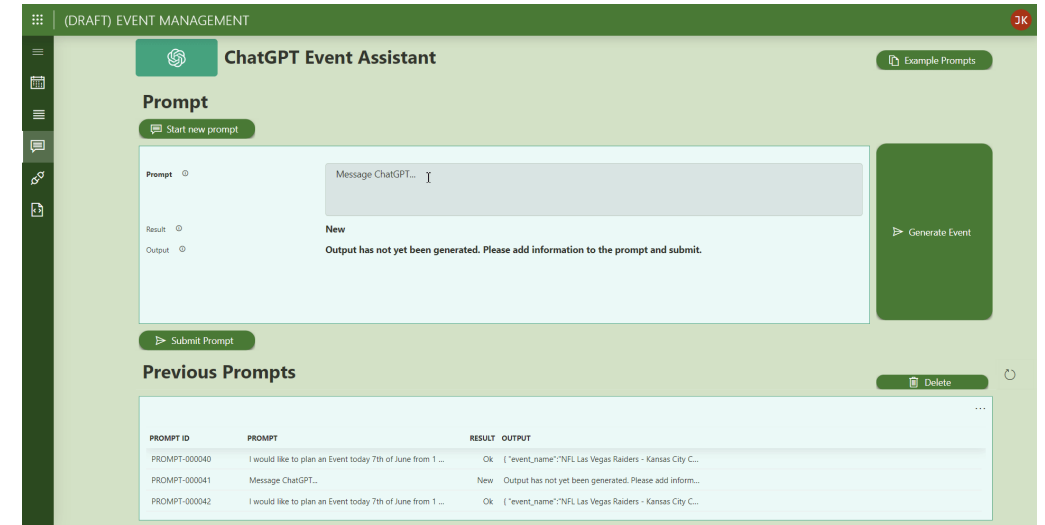 (DRAFT) EVENT MANAGEMENT
JK
ChatGPT Event Assistant
Example Prompts
Prompt
Start new prompt
Prompt
Message ChatGPT...
Result
New
Output
Output has not yet been generated. Please add information to the prompt and submit.
Generate Event
Submit Prompt
Previous Prompts
Delete
...
PROMPT ID PROMPT RESULT OUTPUT
PROMPT-000040 I would like to plan an Event today 7th of June from 1 ... Ok { "event_name":"NFL Las Vegas Raiders - Kansas City C...
PROMPT-000041 Message ChatGPT... New Output has not yet been generated. Please add inform...
PROMPT-000042 I would like to plan an Event today 7th of June from 1 ... Ok { "event_name":"NFL Las Vegas Raiders - Kansas City C...